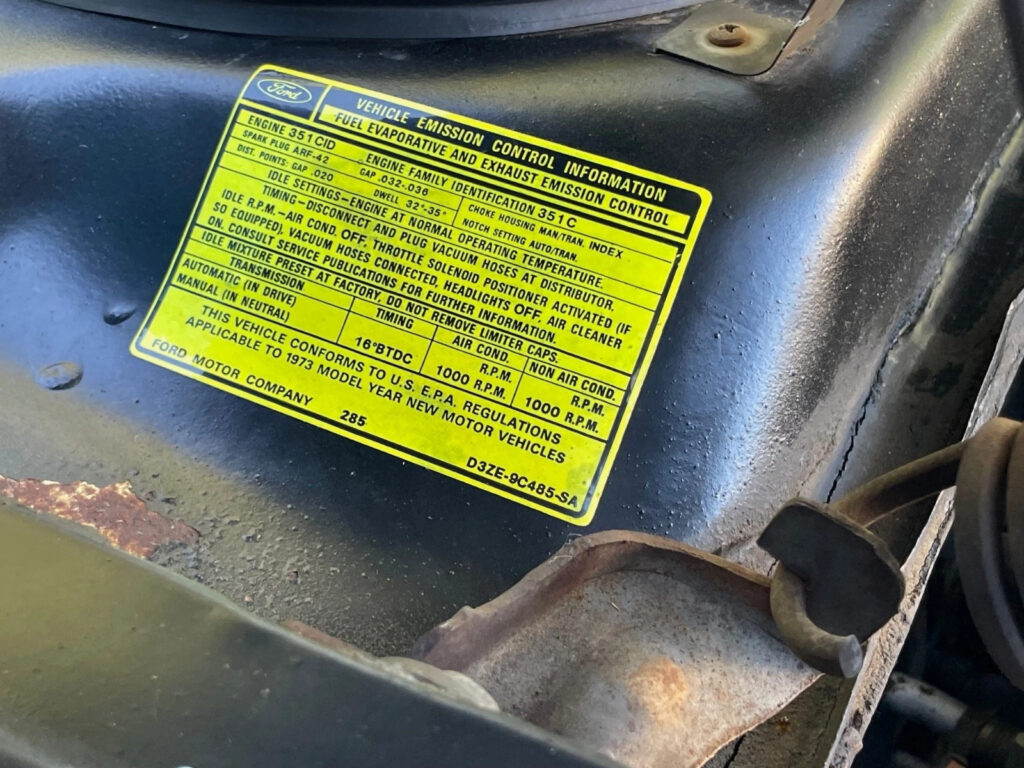 Ford
VEHICLE EMISSION CONTROL INFORMATION
FUEL EVAPORATIVE AND EXHAUST EMISSION CONTROL
ENGINE 351CID ENGINE FAMILY IDENTIFICATION 351C
SPARK PLUG ARF-42 GAP .032-.036 CHOKE HOUSING MAN/TRAN. INDEX
DIST. POINTS: GAP .020 DWELL 32°-35° NOTCH SETTING AUTO/TRAN.
IDLE SETTINGS-ENGINE AT NORMAL OPERATING TEMPERATURE.
TIMING-DISCONNECT AND PLUG VACUUM HOSES AT DISTRIBUTOR.
IDLE R.P.M.-AIR COND. OFF, THROTTLE SOLENOID POSITIONER ACTIVATED (IF
SO EQUIPPED), VACUUM HOSES CONNECTED, HEADLIGHTS OFF. AIR CLEANER
ON. CONSULT SERVICE PUBLICATIONS FOR FURTHER INFORMATION.
IDLE MIXTURE PRESET AT FACTORY, DO NOT REMOVE LIMITER CAPS.
TRANSMISSION TIMING AIR COND. NON AIR COND.
AUTOMATIC (IN DRIVE) R.P.M. R.P.M.
MANUAL (IN NEUTRAL) 16°BTDC 1000 R.P.M. 1000 R.P.M.
THIS VEHICLE CONFORMS TO U.S. E.P.A. REGULATIONS
APPLICABLE TO 1973 MODEL YEAR NEW MOTOR VEHICLES
FORD MOTOR COMPANY 285 D3ZE-9C485-SA